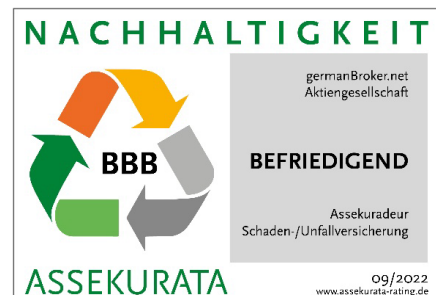 NACHHALTIGKEIT
germanBroker.net
Aktiengesellschaft
BBB
BEFRIEDIGEND
Assekuradeur
Schaden-/Unfallversicherung
ASSEKURATA
09/2022
www.assekurata-rating.de